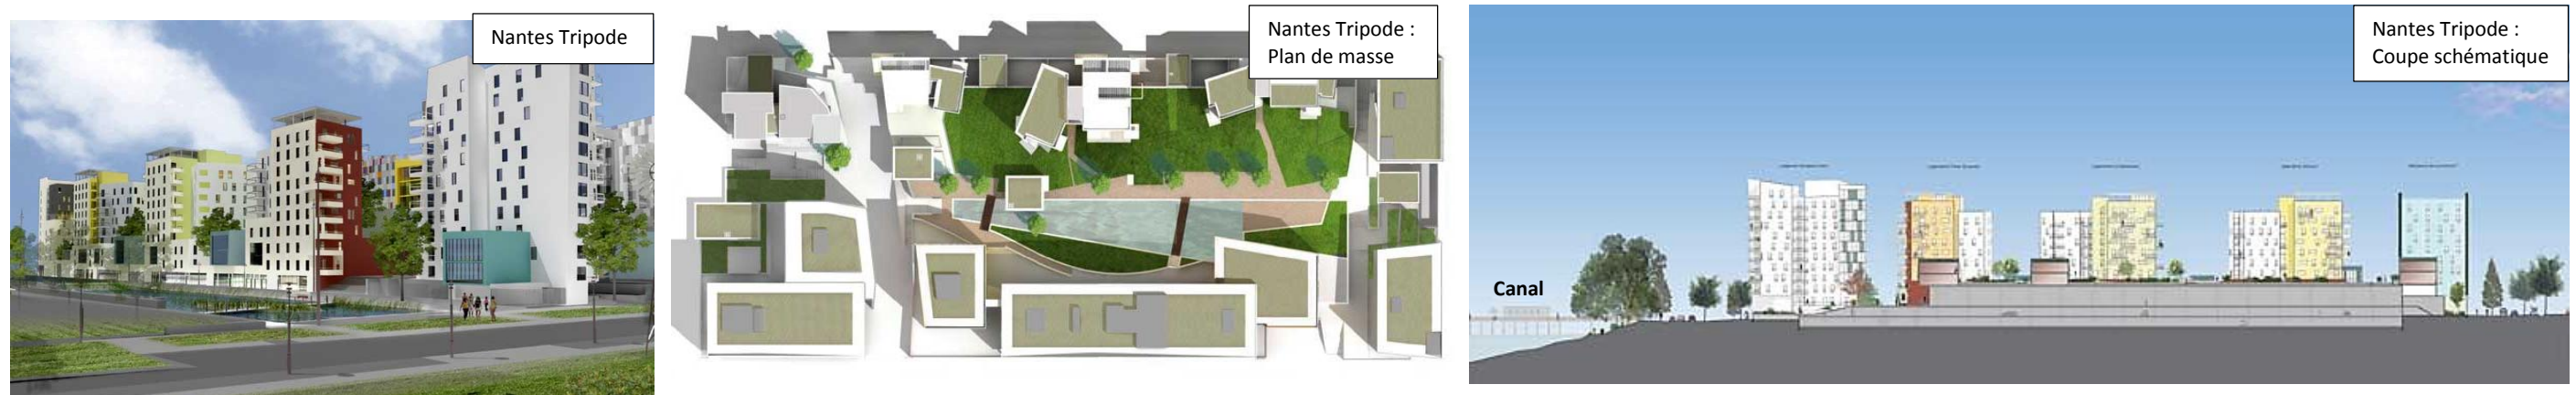 Nantes Tripode
Nantes Tripode :
Plan de masse
Nantes Tripode :
Coupe schématique
Canal